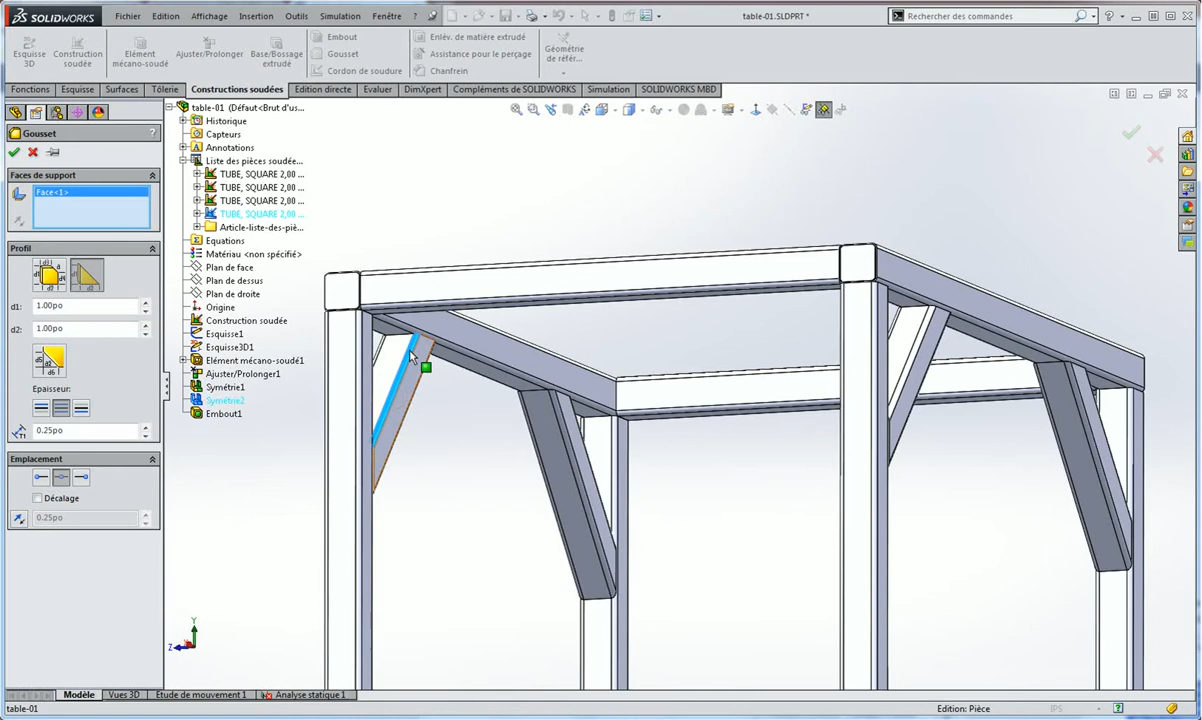 SOLIDWORKS
Fichier Edition Affichage Insertion Outils Simulation Fenêtre ?
table-01.SLDPRT *
Rechercher des commandes
Esquisse 3D
Construction soudée
Elément mécano-soudé
Ajuster/Prolonger
Base/Bossage extrudé
Embout
Gousset
Cordon de soudure
Enlèv. de matière extrudé
Assistance pour le perçage
Chanfrein
Géométrie de référ...
Fonctions Esquisse Surfaces Tôlerie Constructions soudées Edition directe Evaluer DimXpert Compléments de SOLIDWORKS Simulation SOLIDWORKS MBD
Gousset ?
Faces de support
Face<1>
Profil
d1: 1.00po
d2: 1.00po
Epaisseur:
0.25po
Emplacement
Décalage
0.25po
table-01 (Défaut<Brut d'us...
Historique
Capteurs
Annotations
Liste des pièces soudée...
TUBE, SQUARE 2,00 ...
TUBE, SQUARE 2,00 ...
TUBE, SQUARE 2,00 ...
TUBE, SQUARE 2,00 ...
Article-liste-des-piè...
Equations
Matériau <non spécifié>
Plan de face
Plan de dessus
Plan de droite
Origine
Construction soudée
Esquisse1
Esquisse3D1
Elément mécano-soudé1
Ajuster/Prolonger1
Symétrie1
Symétrie2
Embout1
Y
Z
Modèle Vues 3D Etude de mouvement 1 Analyse statique 1
table-01 Edition: Pièce IPS